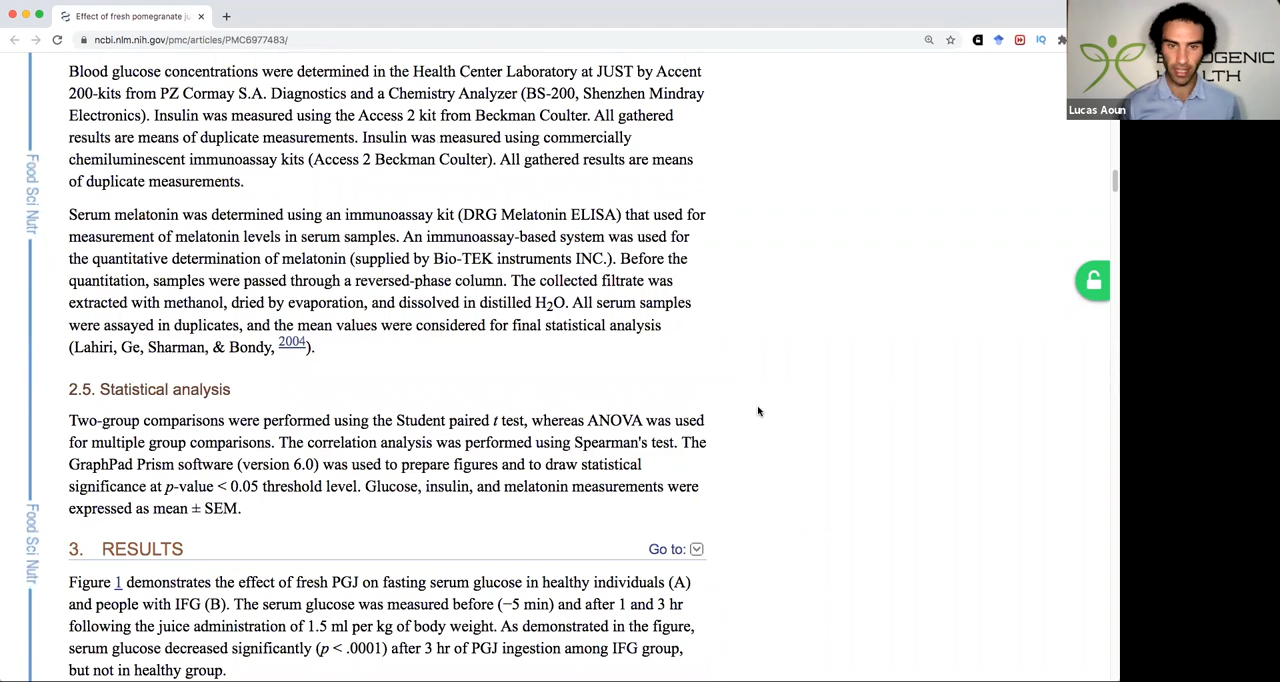 Effect of fresh pomegranate ju
ncbi.nlm.nih.gov/pmc/articles/PMC6977483/
IQ
GENIC
HEALTH
Lucas Aoun
Blood glucose concentrations were determined in the Health Center Laboratory at JUST by Accent
200-kits from PZ Cormay S.A. Diagnostics and a Chemistry Analyzer (BS-200, Shenzhen Mindray
Electronics). Insulin was measured using the Access 2 kit from Beckman Coulter. All gathered
results are means of duplicate measurements. Insulin was measured using commercially
chemiluminescent immunoassay kits (Access 2 Beckman Coulter). All gathered results are means
of duplicate measurements.
Serum melatonin was determined using an immunoassay kit (DRG Melatonin ELISA) that used for
measurement of melatonin levels in serum samples. An immunoassay-based system was used for
the quantitative determination of melatonin (supplied by Bio-TEK instruments INC.). Before the
quantitation, samples were passed through a reversed-phase column. The collected filtrate was
extracted with methanol, dried by evaporation, and dissolved in distilled H2O. All serum samples
were assayed in duplicates, and the mean values were considered for final statistical analysis
(Lahiri, Ge, Sharman, & Bondy, 2004).
2.5. Statistical analysis
Two-group comparisons were performed using the Student paired t test, whereas ANOVA was used
for multiple group comparisons. The correlation analysis was performed using Spearman's test. The
GraphPad Prism software (version 6.0) was used to prepare figures and to draw statistical
significance at p-value < 0.05 threshold level. Glucose, insulin, and melatonin measurements were
expressed as mean ± SEM.
3. RESULTS
Go to:
Figure 1 demonstrates the effect of fresh PGJ on fasting serum glucose in healthy individuals (A)
and people with IFG (B). The serum glucose was measured before (−5 min) and after 1 and 3 hr
following the juice administration of 1.5 ml per kg of body weight. As demonstrated in the figure,
serum glucose decreased significantly (p < .0001) after 3 hr of PGJ ingestion among IFG group,
but not in healthy group.
Food Sci Nutr
Food Sci Nutr